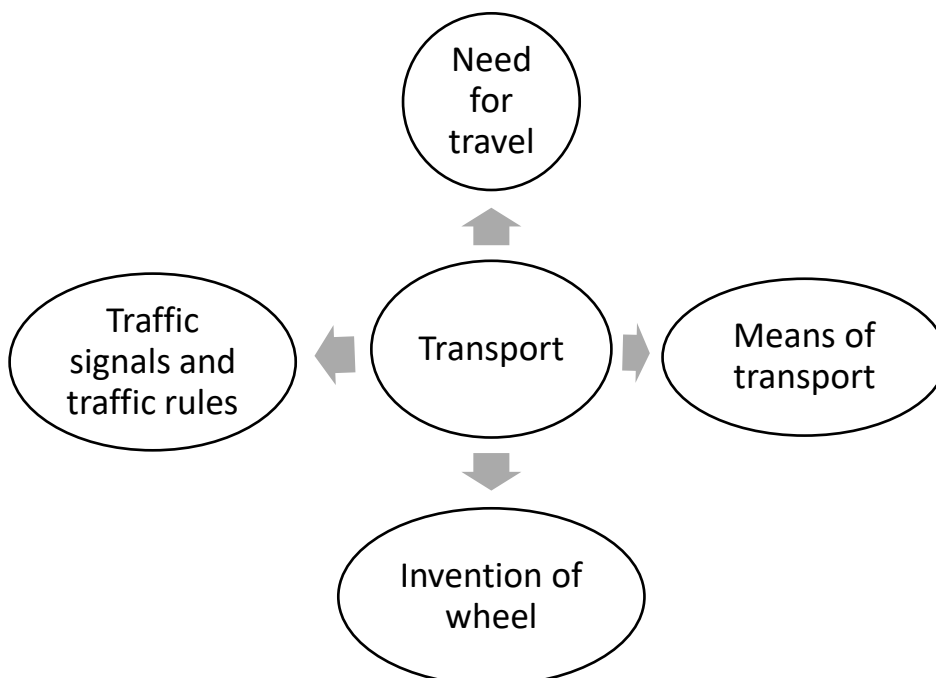 Need
for
travel
Traffic
signals and
traffic rules
Transport
Means of
transport
Invention of
wheel